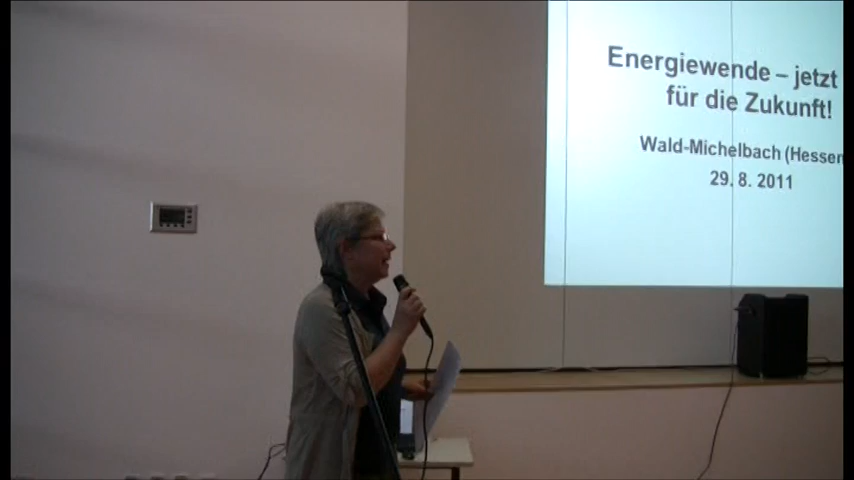 Energiewende – jetzt
für die Zukunft!
Wald-Michelbach (Hessen
29. 8. 2011